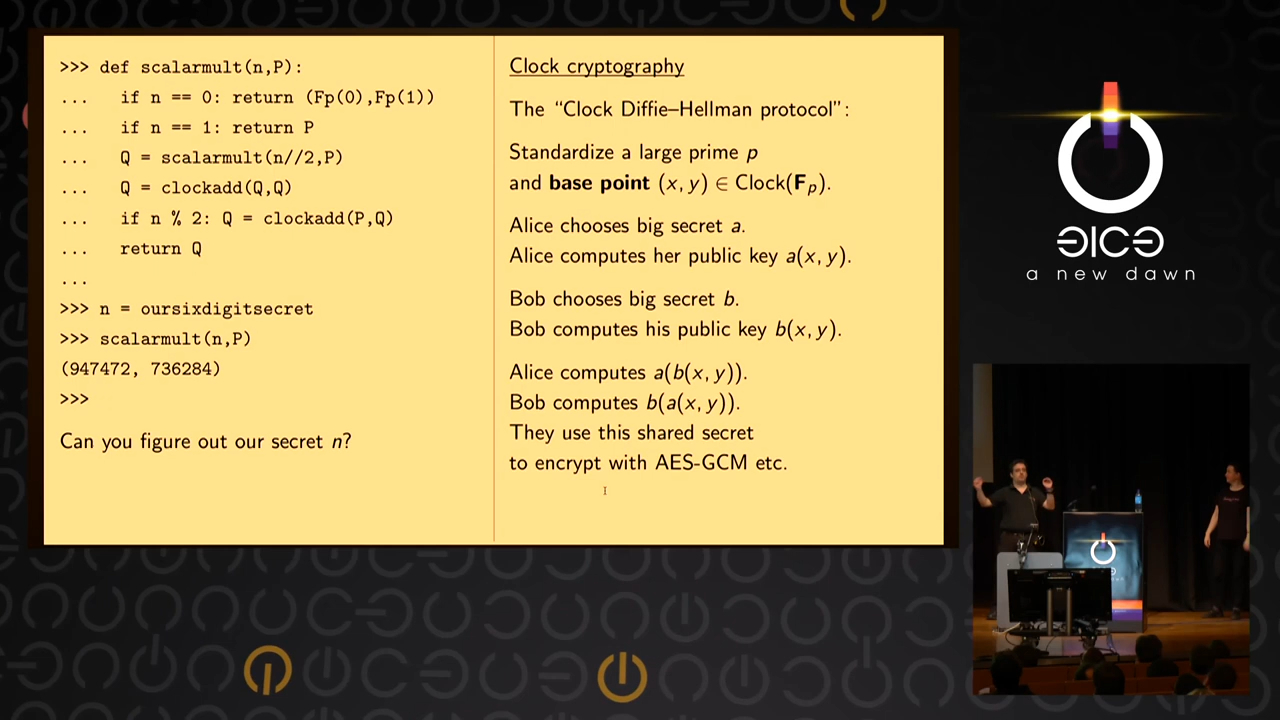 >>> def scalarmult(n,P):
...   if n == 0: return (Fp(0),Fp(1))
...   if n == 1: return P
...   Q = scalarmult(n//2,P)
...   Q = clockadd(Q,Q)
...   if n % 2: Q = clockadd(P,Q)
...   return Q
...
>>> n = oursixdigitsecret
>>> scalarmult(n,P)
(947472, 736284)
>>>
Can you figure out our secret n?
Clock cryptography
The “Clock Diffie–Hellman protocol”:
Standardize a large prime p
and base point (x, y) ∈ Clock(Fₚ).
Alice chooses big secret a.
Alice computes her public key a(x, y).
Bob chooses big secret b.
Bob computes his public key b(x, y).
Alice computes a(b(x, y)).
Bob computes b(a(x, y)).
They use this shared secret
to encrypt with AES-GCM etc.
a new dawn